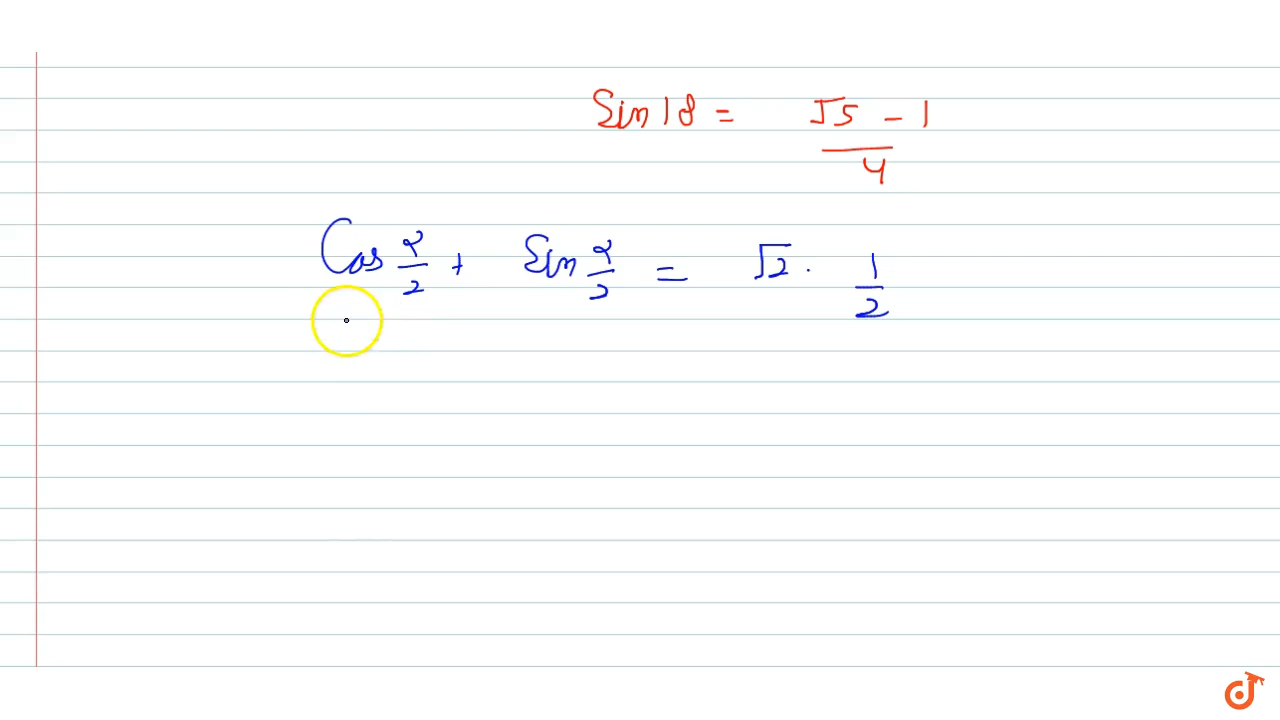 Sin 18 = (√5 - 1)/4
Cos α/2 + Sin α/2 = √2 · 1/2